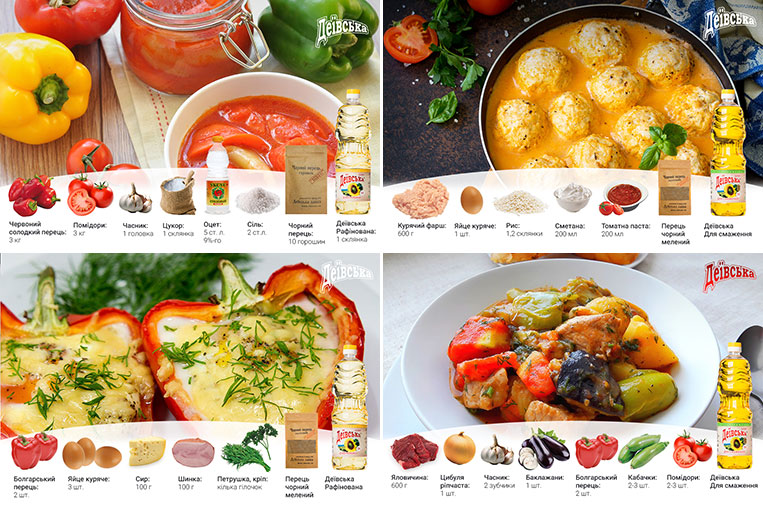 Деївська
Червоний
солодкий перець:
3 кг
Помідори:
3 кг
Часник:
1 головка
Цукор:
1 склянка
Оцет:
5 ст. л.
9%-го
Сіль:
2 ст.л.
Чорний
перець:
10 горошин
Деївська
Рафінована:
1 склянка
Деївська
Курячий фарш:
600 г
Яйце куряче:
1 шт.
Рис:
1,2 склянки
Сметана:
200 мл
Томатна паста:
200 мл
Перець
чорний
мелений
Деївська
Для смаження
Деївська
Болгарський
перець:
2 шт.
Яйце куряче:
3 шт.
Сир:
100 г
Шинка:
100 г
Петрушка, кріп:
кілька гілочок
Перець
чорний
мелений
Деївська
Рафінована
Деївська
Яловичина:
600 г
Цибуля
ріпчаста:
1 шт.
Часник:
2 зубчики
Баклажани:
1 шт.
Болгарський
перець:
2 шт.
Кабачки:
2-3 шт.
Помідори:
2-3 шт.
Деївська
Для смаження